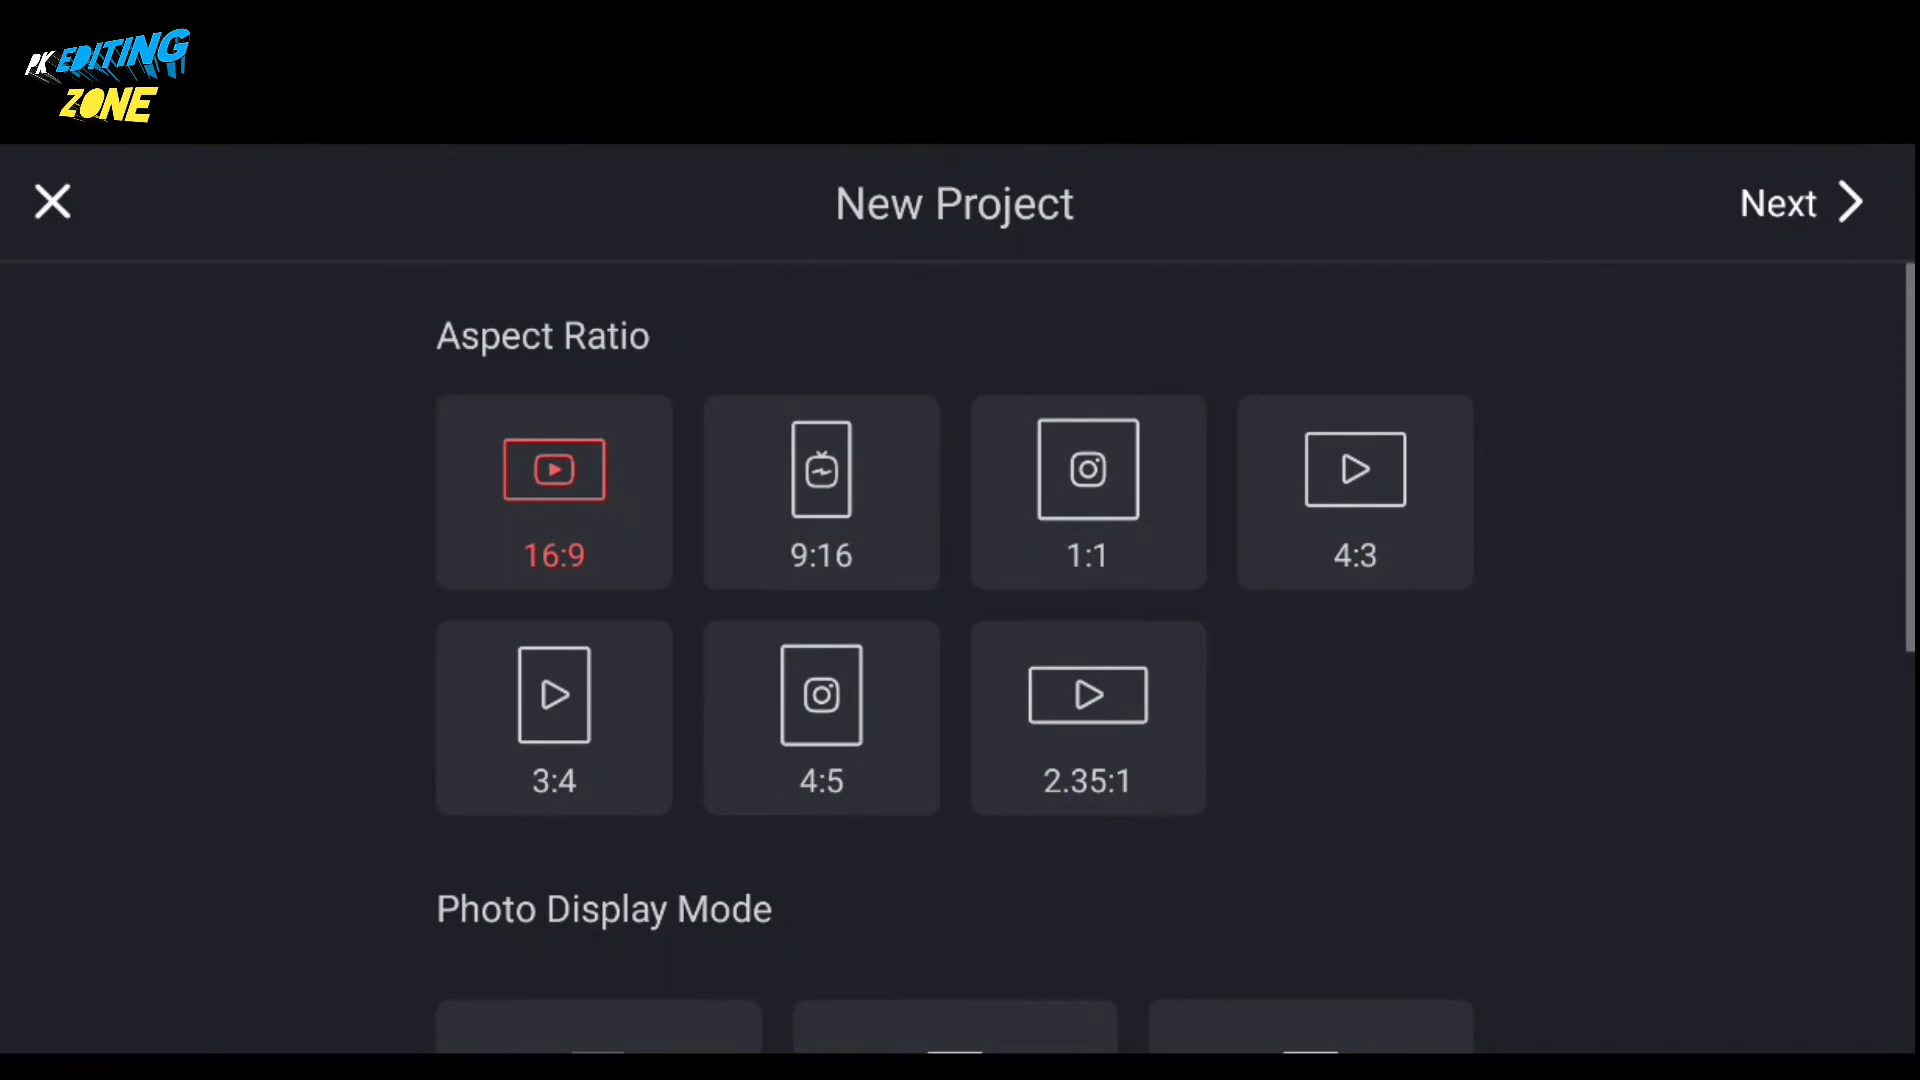 PK EDITING
ZONE
New Project
Next
Aspect Ratio
16:9
9:16
1:1
4:3
3:4
4:5
2.35:1
Photo Display Mode